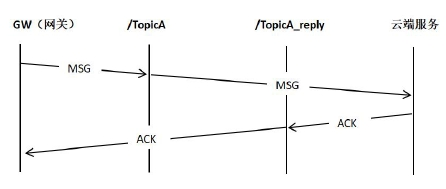 GW（网关） /TopicA /TopicA_reply 云端服务
MSG
MSG
ACK
ACK